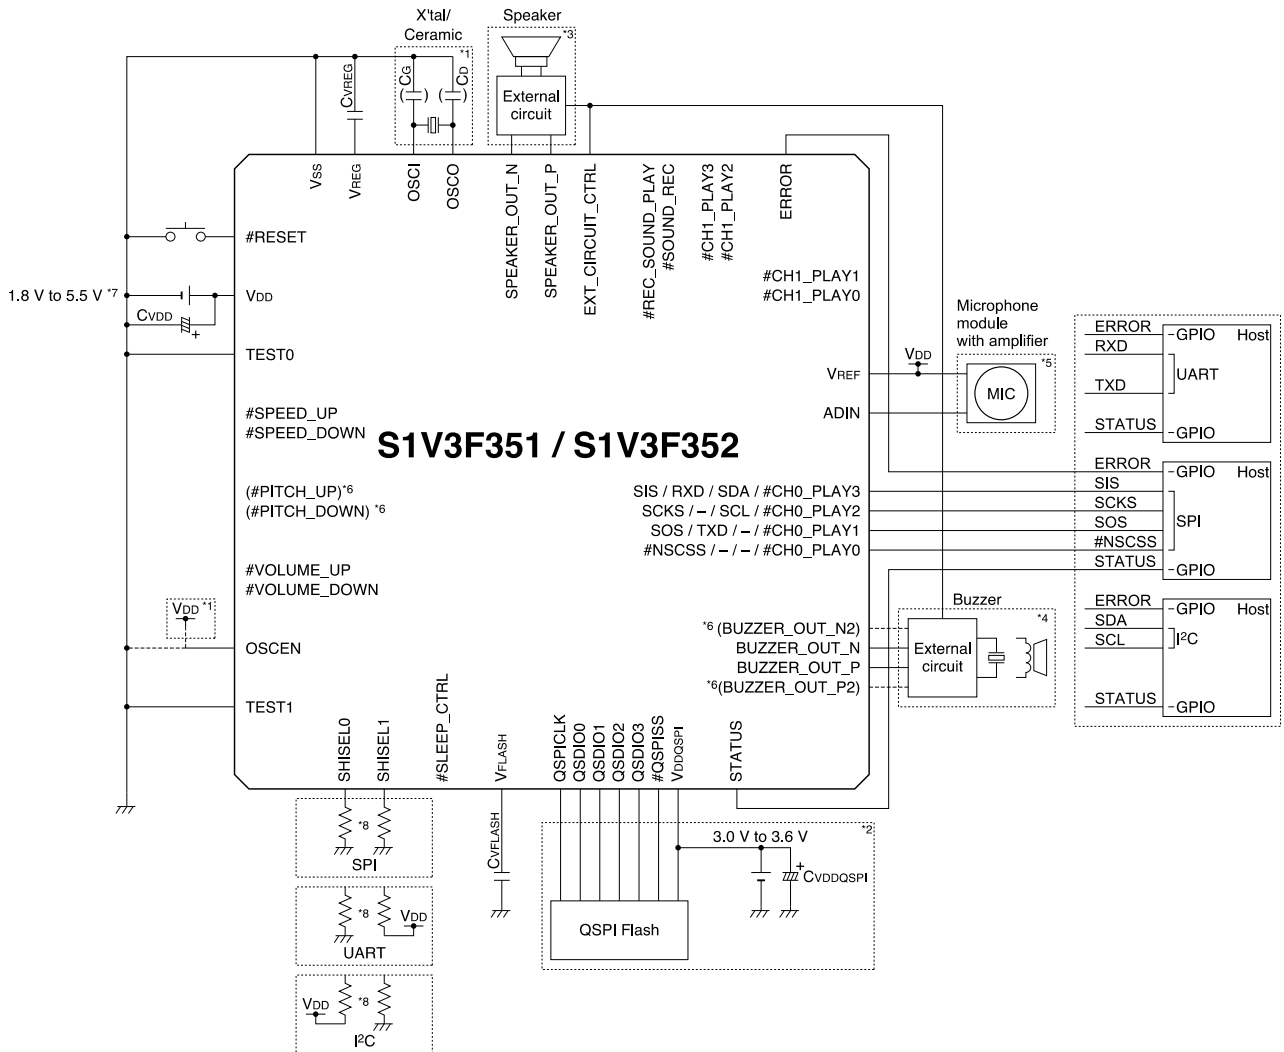 X'tal/
Ceramic
Speaker
*1
*3
CVREG
(CG)
(CD)
External
circuit
VSS
VREG
OSCI
OSCO
SPEAKER_OUT_N
SPEAKER_OUT_P
EXT_CIRCUIT_CTRL
#REC_SOUND_PLAY
#SOUND_REC
#CH1_PLAY3
#CH1_PLAY2
ERROR
#RESET
#CH1_PLAY1
#CH1_PLAY0
1.8 V to 5.5 V *7
VDD
CVDD
+
TEST0
Microphone
module
with amplifier
VDD
*5
VREF
MIC
ADIN
ERROR
GPIO
Host
RXD
UART
TXD
STATUS
GPIO
#SPEED_UP
#SPEED_DOWN
S1V3F351 / S1V3F352
(#PITCH_UP)*6
(#PITCH_DOWN) *6
SIS / RXD / SDA / #CH0_PLAY3
SCKS / – / SCL / #CH0_PLAY2
SOS / TXD / – / #CH0_PLAY1
#NSCSS / – / – / #CH0_PLAY0
ERROR
GPIO
Host
SIS
SCKS
SPI
SOS
#NSCSS
STATUS
GPIO
#VOLUME_UP
#VOLUME_DOWN
VDD *1
OSCEN
TEST1
Buzzer
*4
*6 (BUZZER_OUT_N2)
BUZZER_OUT_N
BUZZER_OUT_P
*6(BUZZER_OUT_P2)
External
circuit
ERROR
GPIO
Host
SDA
I2C
SCL
STATUS
GPIO
SHISEL0
SHISEL1
#SLEEP_CTRL
VFLASH
QSPICLK
QSDIO0
QSDIO1
QSDIO2
QSDIO3
#QSPISS
VDDQSPI
STATUS
*8
SPI
*8
VDD
UART
VDD
*8
I2C
CVFLASH
*2
3.0 V to 3.6 V
+
CVDDQSPI
QSPI Flash